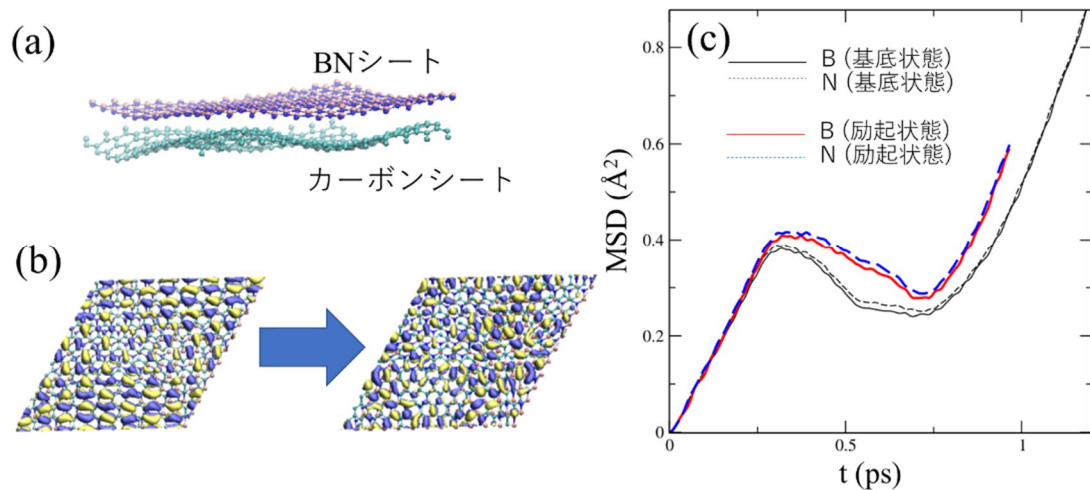 (a)
BNシート
カーボンシート
(b)
(c)
B (基底状態)
N (基底状態)
B (励起状態)
N (励起状態)
MSD (Å²)
0.8
0.6
0.4
0.2
0
0
0.5
1
t (ps)